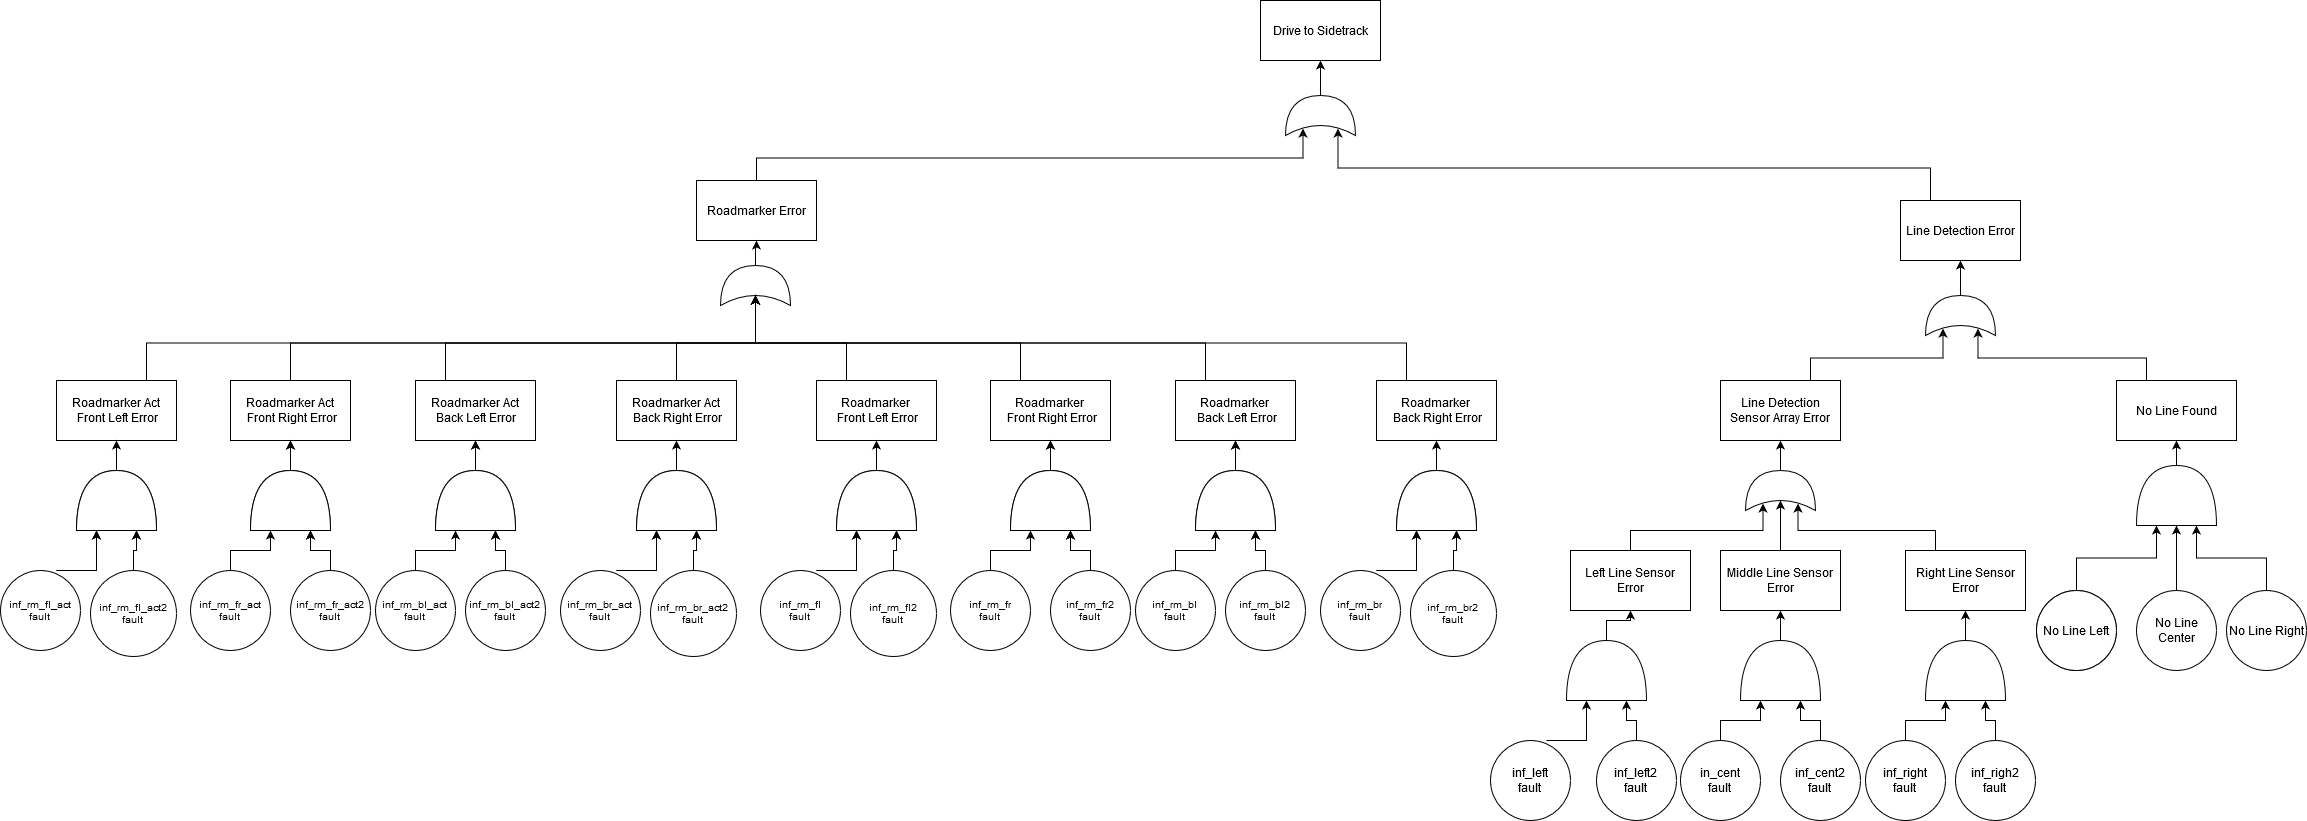 Drive to Sidetrack
Roadmarker Error
Line Detection Error
Roadmarker Act
Front Left Error
Roadmarker Act
Front Right Error
Roadmarker Act
Back Left Error
Roadmarker Act
Back Right Error
Roadmarker
Front Left Error
Roadmarker
Front Right Error
Roadmarker
Back Left Error
Roadmarker
Back Right Error
Line Detection
Sensor Array Error
No Line Found
Left Line Sensor
Error
Middle Line Sensor
Error
Right Line Sensor
Error
inf_rm_fl_act
fault
inf_rm_fl_act2
fault
inf_rm_fr_act
fault
inf_rm_fr_act2
fault
inf_rm_bl_act
fault
inf_rm_bl_act2
fault
inf_rm_br_act
fault
inf_rm_br_act2
fault
inf_rm_fl
fault
inf_rm_fl2
fault
inf_rm_fr
fault
inf_rm_fr2
fault
inf_rm_bl
fault
inf_rm_bl2
fault
inf_rm_br
fault
inf_rm_br2
fault
No Line Left
No Line
Center
No Line Right
inf_left
fault
inf_left2
fault
in_cent
fault
inf_cent2
fault
inf_right
fault
inf_righ2
fault